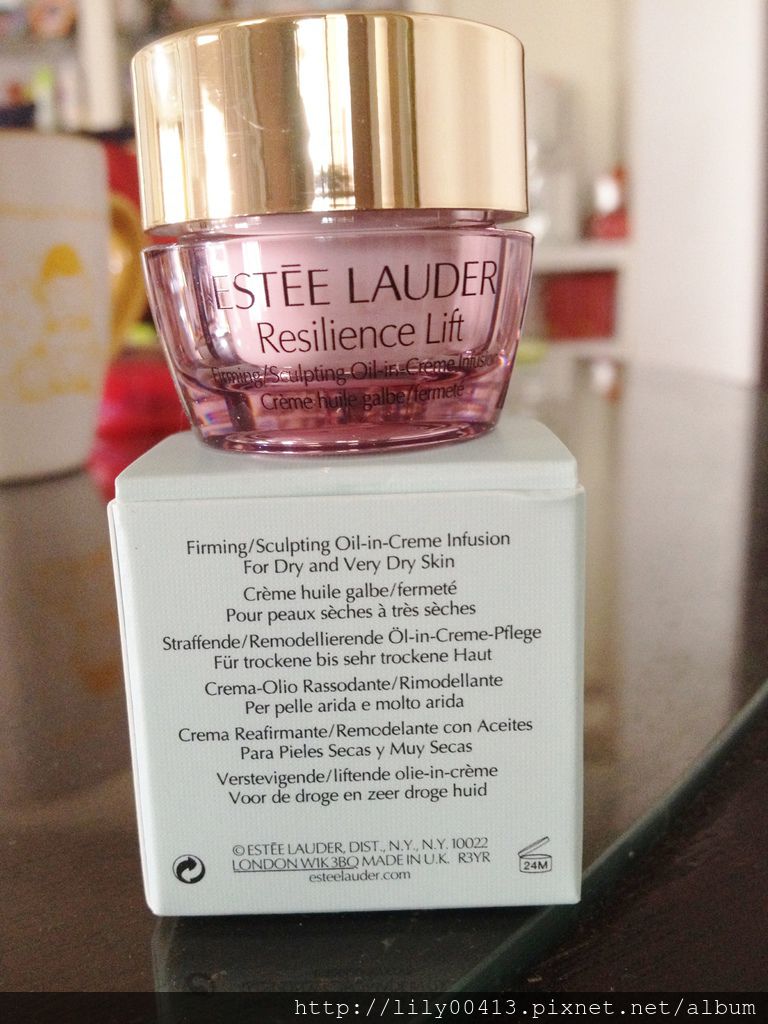 ESTĒE LAUDER
Resilience Lift
Firming/Sculpting Oil-in-Crème Infusion
Crème huile galbe/fermeté
Firming/Sculpting Oil-in-Creme Infusion
For Dry and Very Dry Skin
Crème huile galbe/fermeté
Pour peaux sèches à très sèches
Straffende/Remodellierende Öl-in-Creme-Pflege
Für trockene bis sehr trockene Haut
Crema-Olio Rassodante/Rimodellante
Per pelle arida e molto arida
Crema Reafirmante/Remodelante con Aceites
Para Pieles Secas y Muy Secas
Verstevigende/liftende olie-in-crème
Voor de droge en zeer droge huid
© ESTĒE LAUDER, DIST., N.Y., N.Y. 10022
LONDON W1K 3BQ MADE IN U.K. R3YR
esteelauder.com
24M
http://lily00413.pixnet.net/album